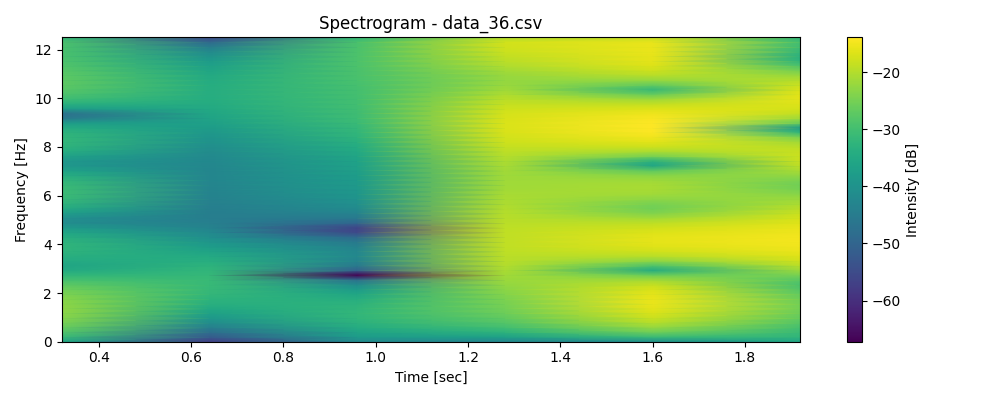 Spectrogram - data_36.csv
12
10
8
6
4
2
0
Frequency [Hz]
0.4 0.6 0.8 1.0 1.2 1.4 1.6 1.8
Time [sec]
−20
−30
−40
−50
−60
Intensity [dB]